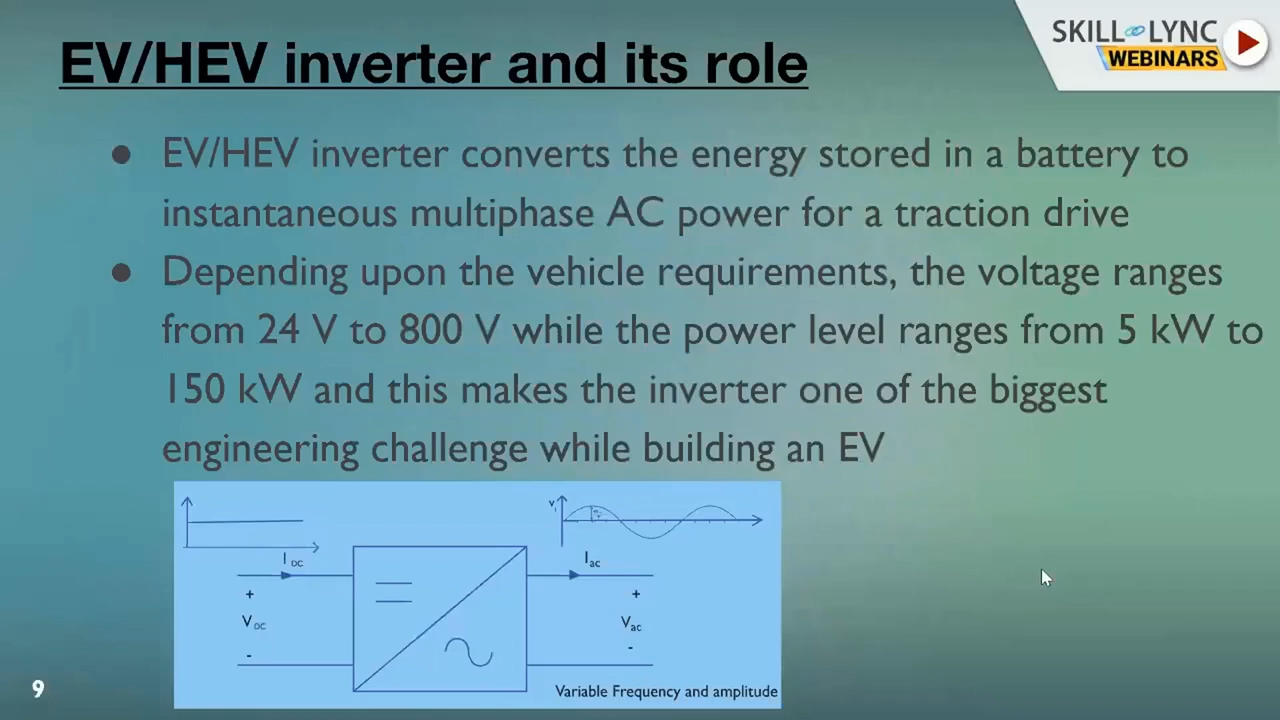 EV/HEV inverter and its role
SKILL LYNC
WEBINARS
● EV/HEV inverter converts the energy stored in a battery to
instantaneous multiphase AC power for a traction drive
● Depending upon the vehicle requirements, the voltage ranges
from 24 V to 800 V while the power level ranges from 5 kW to
150 kW and this makes the inverter one of the biggest
engineering challenge while building an EV
I DC
+
V DC
-
I ac
+
V ac
-
Variable Frequency and amplitude
9